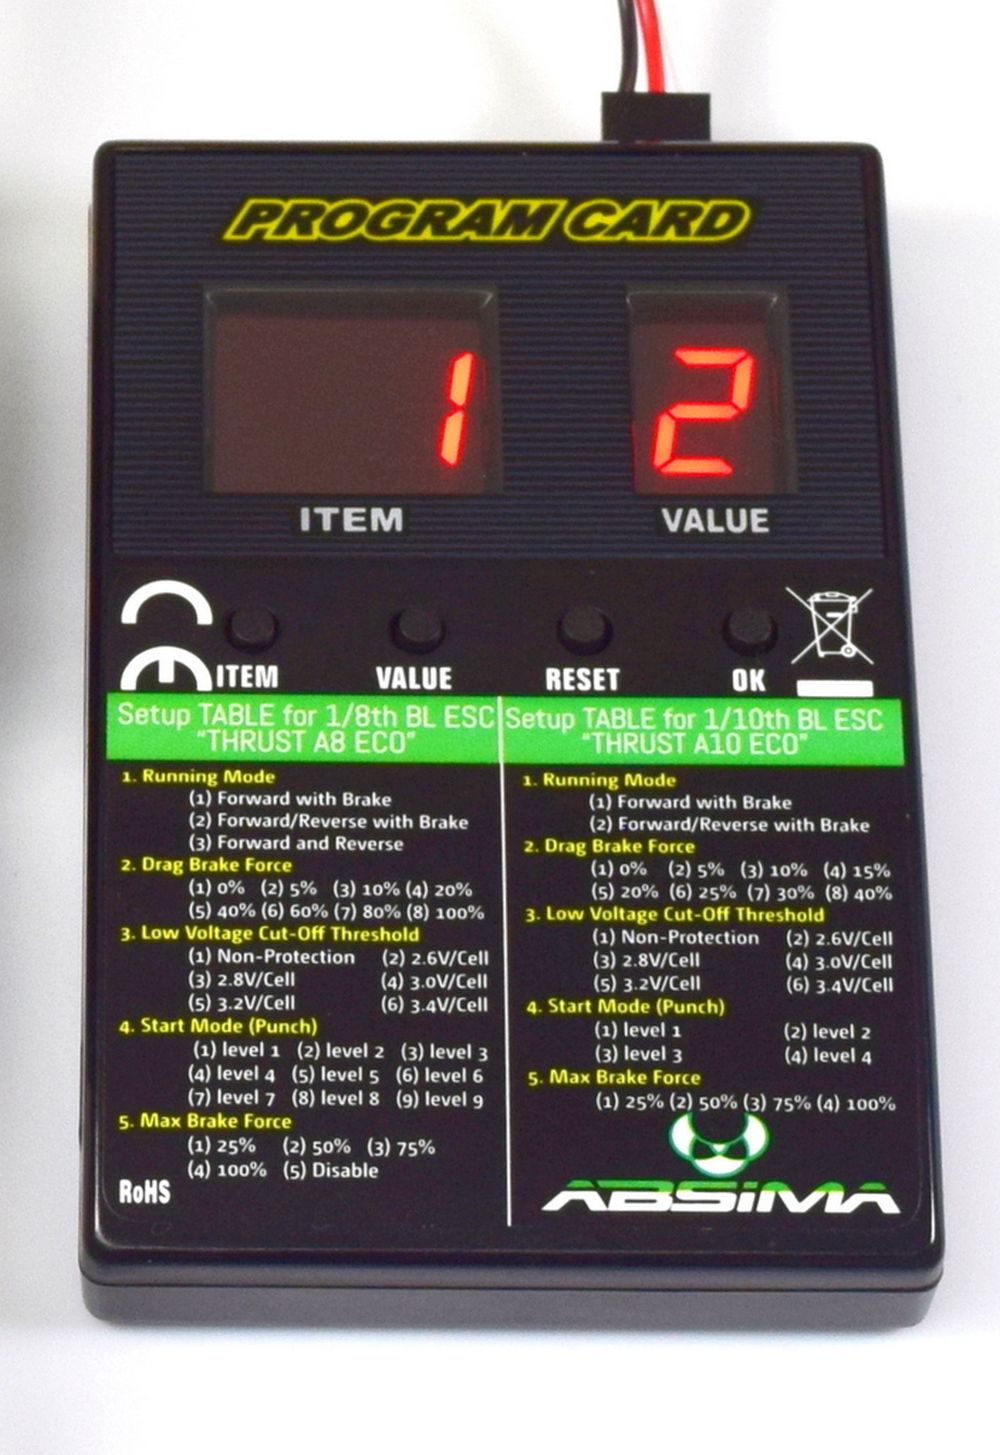 PROGRAM CARD
1 2
ITEM VALUE
CE
ITEM VALUE RESET OK
Setup TABLE for 1/8th BL ESC
"THRUST A8 ECO"
1. Running Mode
(1) Forward with Brake
(2) Forward/Reverse with Brake
(3) Forward and Reverse
2. Drag Brake Force
(1) 0% (2) 5% (3) 10% (4) 20%
(5) 40% (6) 60% (7) 80% (8) 100%
3. Low Voltage Cut-Off Threshold
(1) Non-Protection (2) 2.6V/Cell
(3) 2.8V/Cell (4) 3.0V/Cell
(5) 3.2V/Cell (6) 3.4V/Cell
4. Start Mode (Punch)
(1) level 1 (2) level 2 (3) level 3
(4) level 4 (5) level 5 (6) level 6
(7) level 7 (8) level 8 (9) level 9
5. Max Brake Force
(1) 25% (2) 50% (3) 75%
(4) 100% (5) Disable
RoHS
Setup TABLE for 1/10th BL ESC
"THRUST A10 ECO"
1. Running Mode
(1) Forward with Brake
(2) Forward/Reverse with Brake
2. Drag Brake Force
(1) 0% (2) 5% (3) 10% (4) 15%
(5) 20% (6) 25% (7) 30% (8) 40%
3. Low Voltage Cut-Off Threshold
(1) Non-Protection (2) 2.6V/Cell
(3) 2.8V/Cell (4) 3.0V/Cell
(5) 3.2V/Cell (6) 3.4V/Cell
4. Start Mode (Punch)
(1) level 1 (2) level 2
(3) level 3 (4) level 4
5. Max Brake Force
(1) 25% (2) 50% (3) 75% (4) 100%
ABSiMA